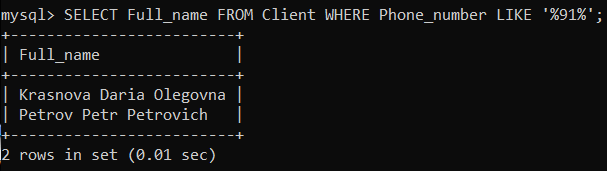 mysql> SELECT Full_name FROM Client WHERE Phone_number LIKE '%91%';
+-------------------------+
| Full_name               |
+-------------------------+
| Krasnova Daria Olegovna |
| Petrov Petr Petrovich   |
+-------------------------+
2 rows in set (0.01 sec)